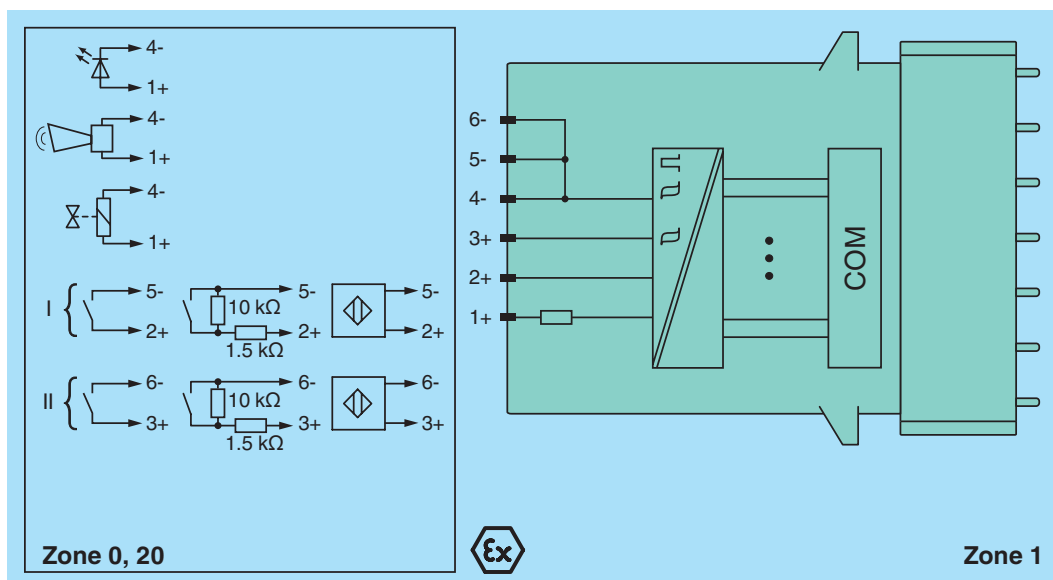 4-
1+
4-
1+
4-
1+
I
5-
2+
10 kΩ
1.5 kΩ
5-
2+
5-
2+
II
6-
3+
10 kΩ
1.5 kΩ
6-
3+
6-
3+
Zone 0, 20
6-
5-
4-
3+
2+
1+
COM
Ex
Zone 1